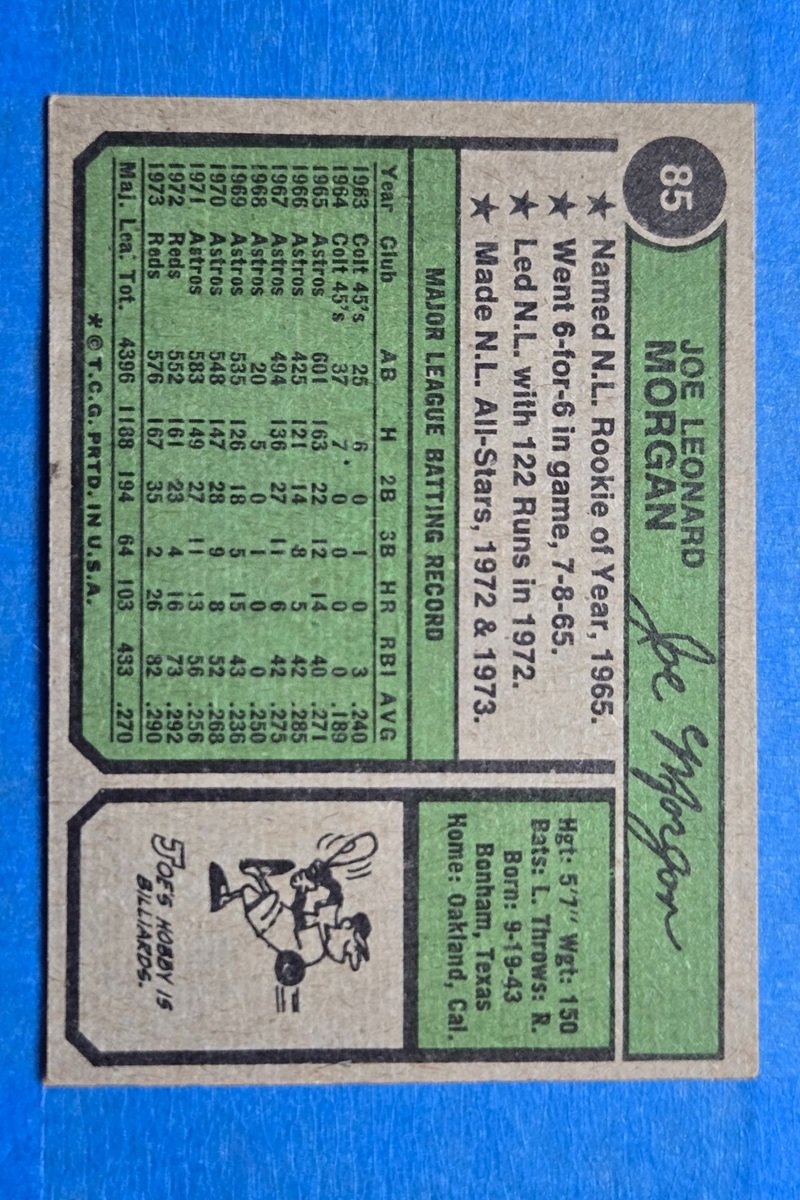 85
JOE LEONARD
MORGAN
Joe Morgan
★ Named N.L. Rookie of Year, 1965.
★ Went 6-for-6 in game, 7-8-65.
★ Led N.L. with 122 Runs in 1972.
★ Made N.L. All-Stars, 1972 & 1973.
Hgt: 5'7" Wgt: 150
Bats: L. Throws: R.
Born: 9-19-43
Bonham, Texas
Home: Oakland, Cal.
MAJOR LEAGUE BATTING RECORD
Year Club AB H 2B 3B HR RBI AVG
1963 Colt 45's 25 6 0 1 0 3 .240
1964 Colt 45's 37 7 0 0 0 0 .189
1965 Astros 601 163 22 12 14 40 .271
1966 Astros 425 121 14 8 5 42 .285
1967 Astros 494 136 27 11 6 42 .275
1968 Astros 20 5 0 1 0 0 .250
1969 Astros 535 126 18 5 15 43 .236
1970 Astros 548 147 28 9 8 52 .268
1971 Astros 583 149 27 11 13 56 .256
1972 Reds 552 161 23 4 16 73 .292
1973 Reds 576 167 35 2 26 82 .290
Maj. Lea. Tot. 4396 1188 194 64 103 433 .270
* © T.C.G. PRTD. IN U.S.A.
JOE'S HOBBY IS
BILLIARDS.